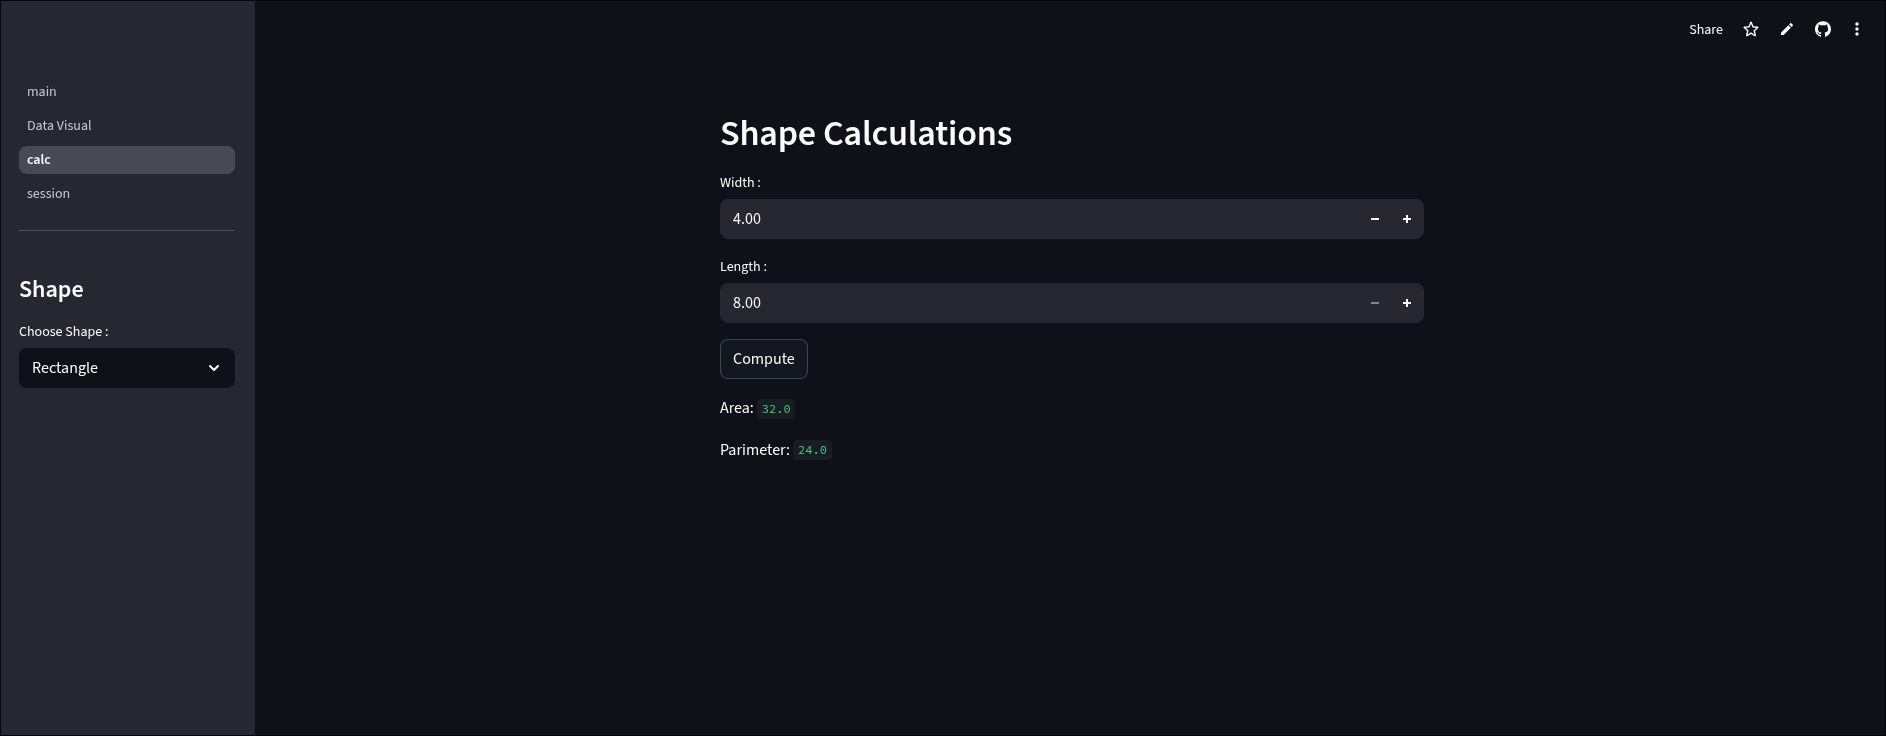 Share
main
Data Visual
calc
session
Shape
Choose Shape :
Rectangle
Shape Calculations
Width :
4.00
Length :
8.00
Compute
Area: 32.0
Parimeter: 24.0